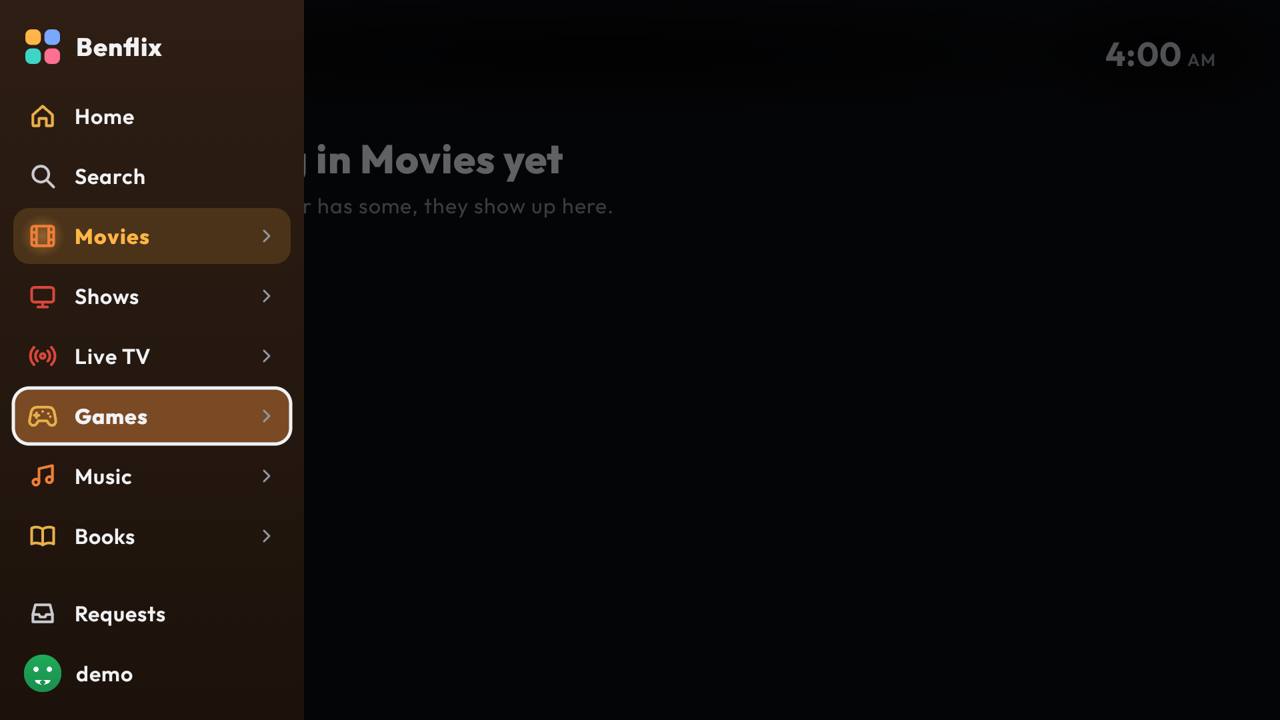 Benflix
4:00 AM
Home
Search
Movies
Shows
Live TV
Games
Music
Books
Requests
demo
in Movies yet
has some, they show up here.